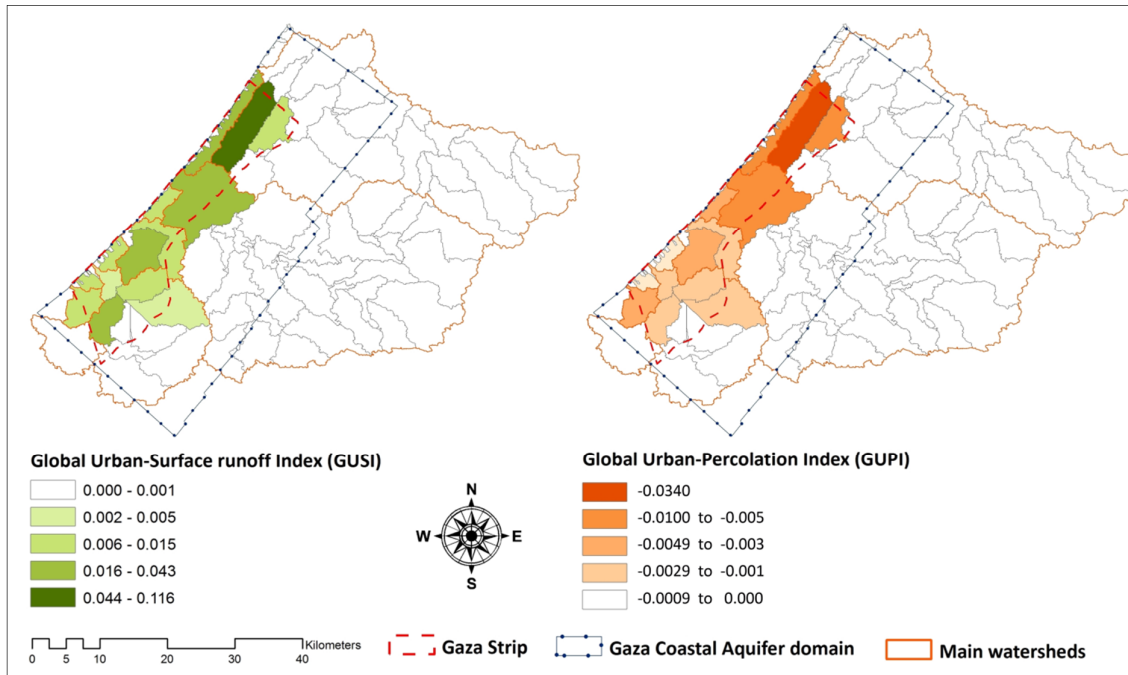 Global Urban-Surface runoff Index (GUSI)
0.000 - 0.001
0.002 - 0.005
0.006 - 0.015
0.016 - 0.043
0.044 - 0.116
N
W E
S
Global Urban-Percolation Index (GUPI)
-0.0340
-0.0100 to -0.005
-0.0049 to -0.003
-0.0029 to -0.001
-0.0009 to 0.000
Kilometers
0 5 10 20 30 40
Gaza Strip
Gaza Coastal Aquifer domain
Main watersheds